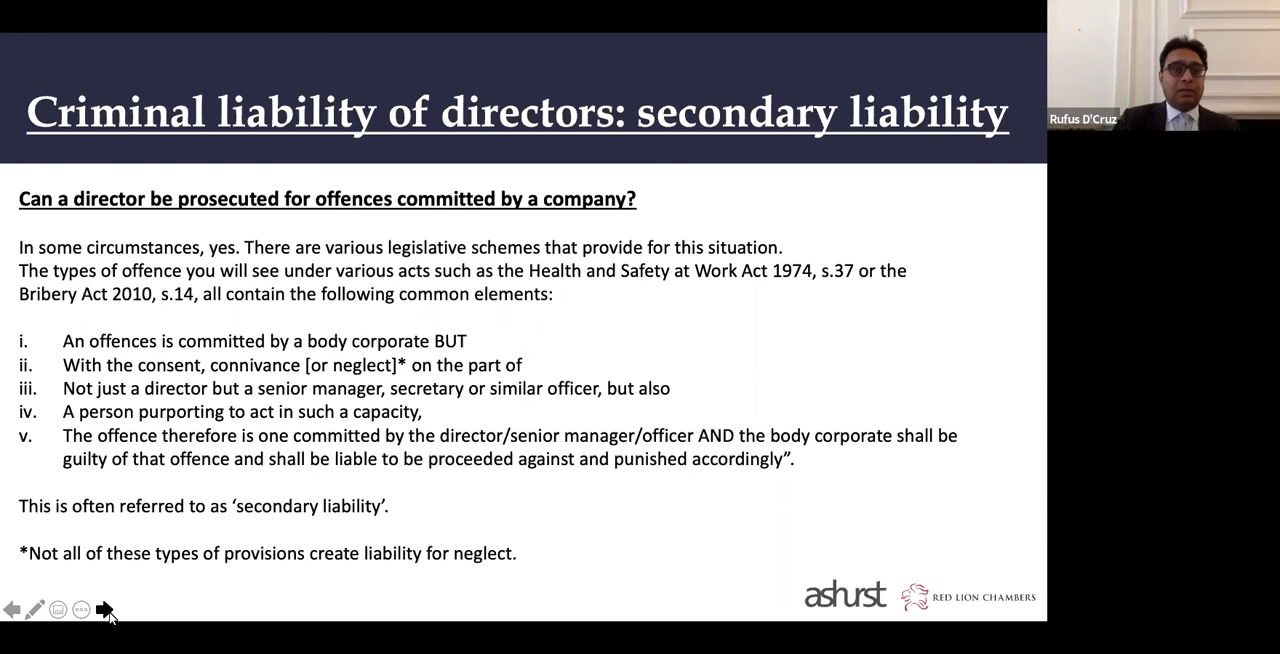 Criminal liability of directors: secondary liability
Rufus D'Cruz
Can a director be prosecuted for offences committed by a company?
In some circumstances, yes. There are various legislative schemes that provide for this situation.
The types of offence you will see under various acts such as the Health and Safety at Work Act 1974, s.37 or the
Bribery Act 2010, s.14, all contain the following common elements:
i. An offences is committed by a body corporate BUT
ii. With the consent, connivance [or neglect]* on the part of
iii. Not just a director but a senior manager, secretary or similar officer, but also
iv. A person purporting to act in such a capacity,
v. The offence therefore is one committed by the director/senior manager/officer AND the body corporate shall be
guilty of that offence and shall be liable to be proceeded against and punished accordingly”.
This is often referred to as ‘secondary liability’.
*Not all of these types of provisions create liability for neglect.
ashurst
RED LION CHAMBERS